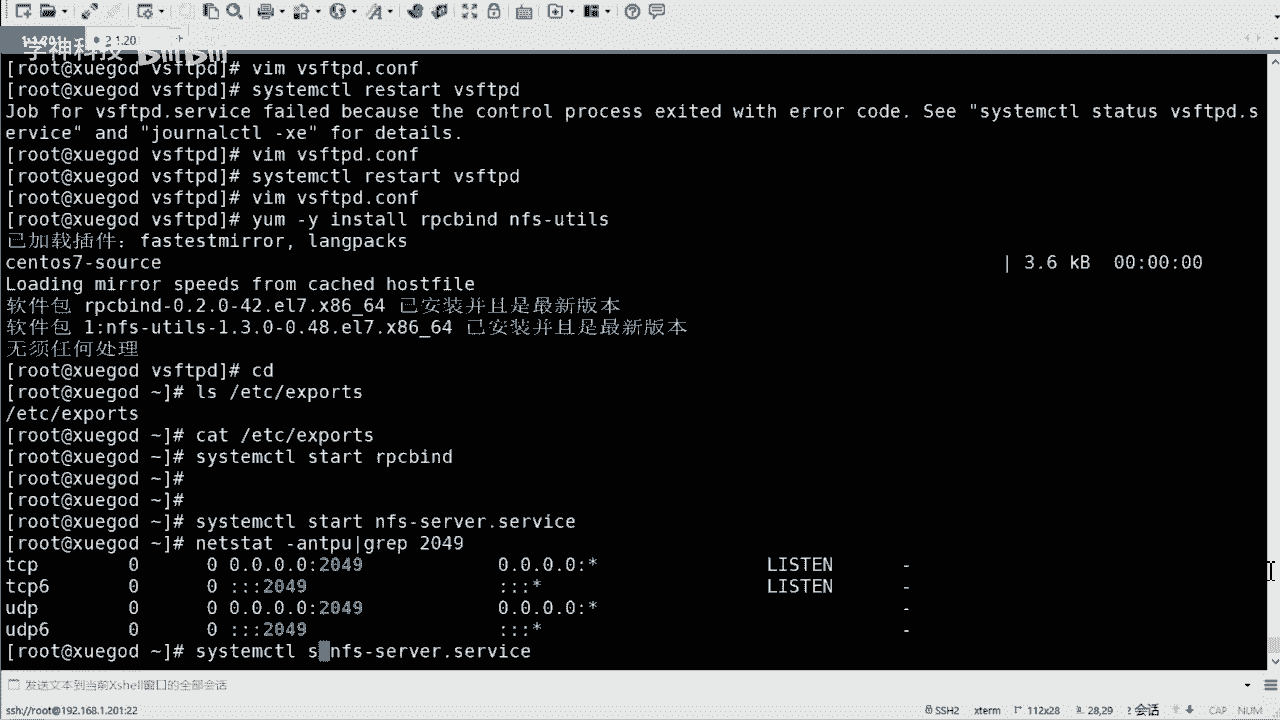 1 1.1.201
2 1.201
学神科技 bilibili
[root@xuegod vsftpd]# vim vsftpd.conf
[root@xuegod vsftpd]# systemctl restart vsftpd
Job for vsftpd.service failed because the control process exited with error code. See "systemctl status vsftpd.s
ervice" and "journalctl -xe" for details.
[root@xuegod vsftpd]# vim vsftpd.conf
[root@xuegod vsftpd]# systemctl restart vsftpd
[root@xuegod vsftpd]# vim vsftpd.conf
[root@xuegod vsftpd]# yum -y install rpcbind nfs-utils
已加载插件：fastestmirror, langpacks
centos7-source | 3.6 kB 00:00:00
Loading mirror speeds from cached hostfile
软件包 rpcbind-0.2.0-42.el7.x86_64 已安装并且是最新版本
软件包 1:nfs-utils-1.3.0-0.48.el7.x86_64 已安装并且是最新版本
无须任何处理
[root@xuegod vsftpd]# cd
[root@xuegod ~]# ls /etc/exports
/etc/exports
[root@xuegod ~]# cat /etc/exports
[root@xuegod ~]# systemctl start rpcbind
[root@xuegod ~]#
[root@xuegod ~]#
[root@xuegod ~]# systemctl start nfs-server.service
[root@xuegod ~]# netstat -antpu|grep 2049
tcp 0 0 0.0.0.0:2049 0.0.0.0:* LISTEN -
tcp6 0 0 :::2049 :::* LISTEN -
udp 0 0 0.0.0.0:2049 0.0.0.0:* -
udp6 0 0 :::2049 :::* -
[root@xuegod ~]# systemctl s nfs-server.service
发送文本到当前Xshell窗口的全部会话
ssh://root@192.168.1.201:22 SSH2 xterm 112x28 28,29 2 会话 CAP NUM